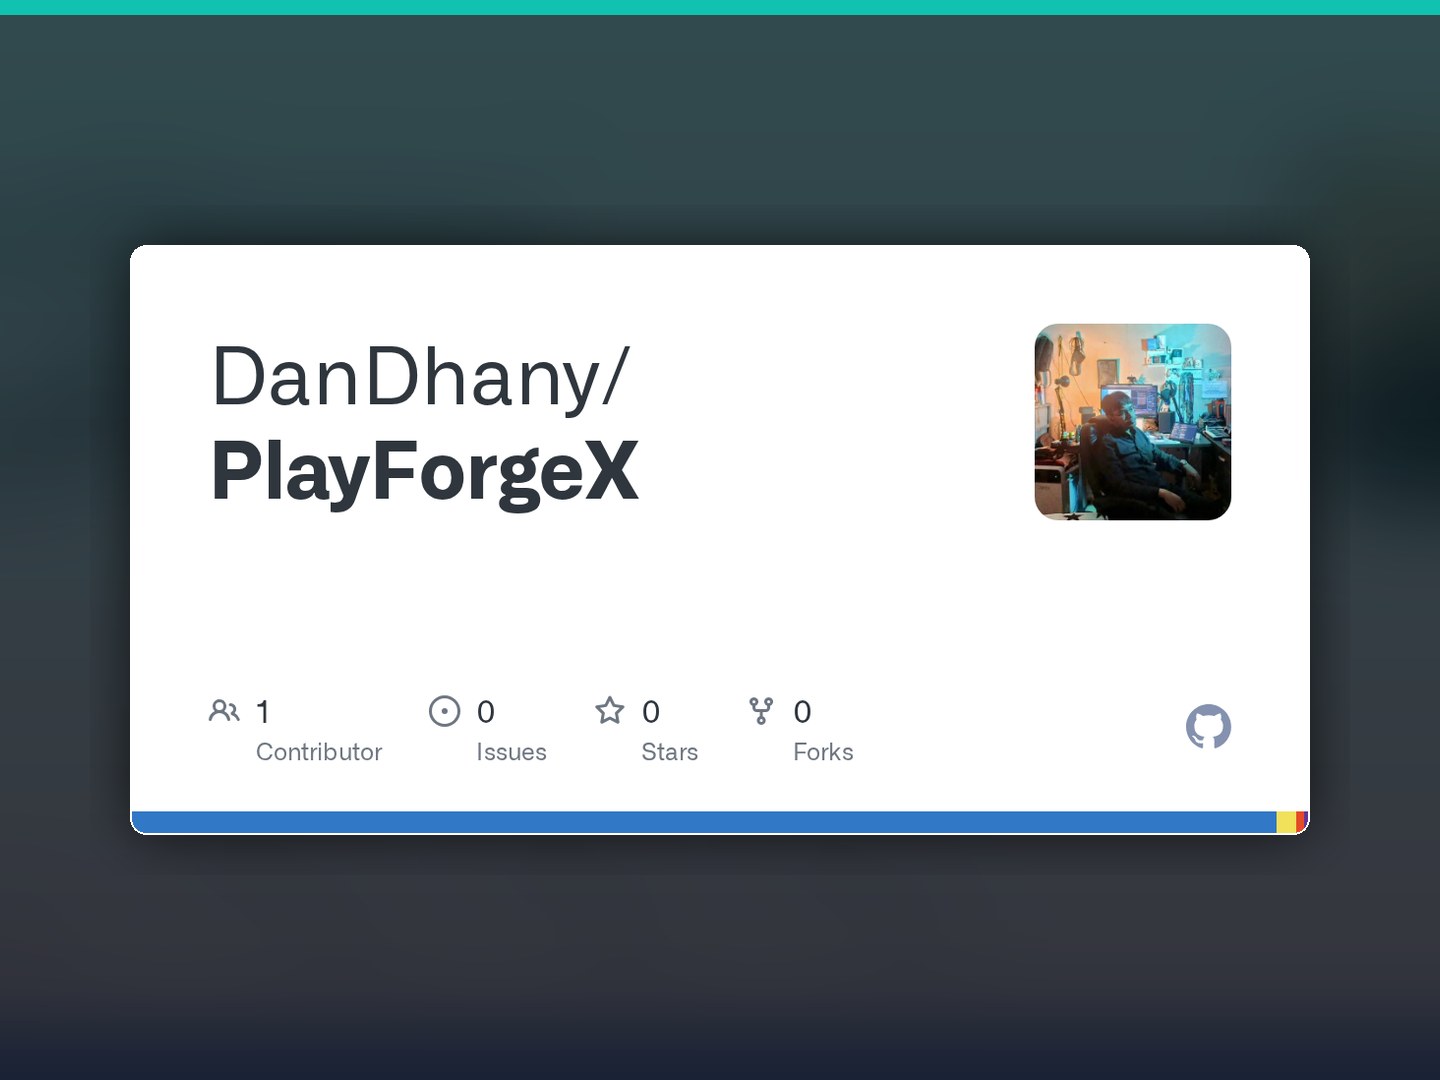 DanDhany/
PlayForgeX
1
Contributor
0
Issues
0
Stars
0
Forks